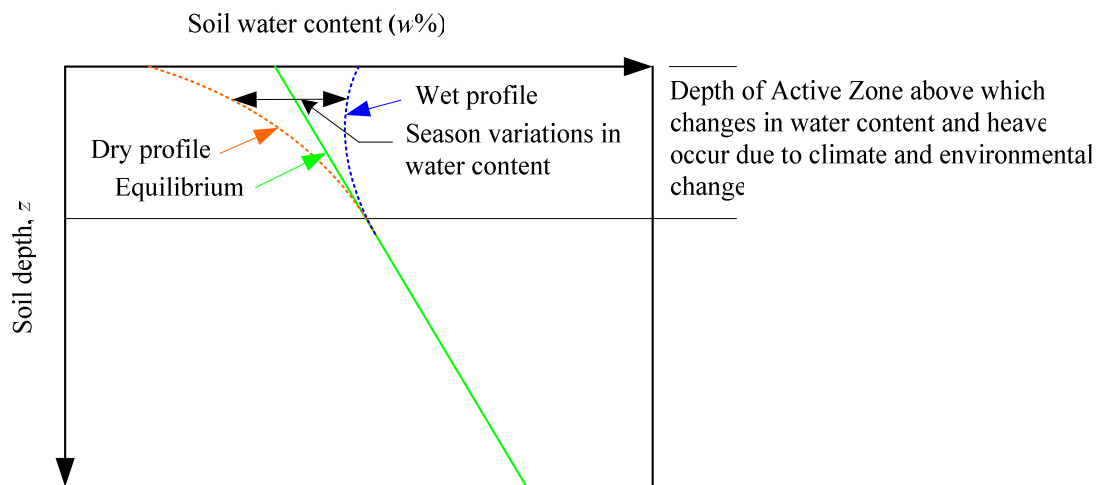 Soil water content (w%)
Wet profile
Season variations in
water content
Dry profile
Equilibrium
Depth of Active Zone above which
changes in water content and heave
occur due to climate and environmental
change
Soil depth, z